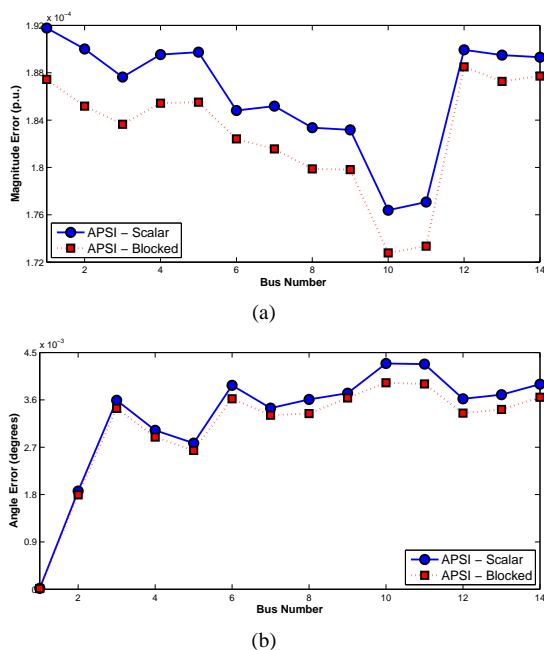 x 10⁻⁴
1.92
1.88
1.84
1.8
1.76
1.72
Magnitude Error (p.u.)
APSI − Scalar
APSI − Blocked
2 4 6 8 10 12 14
Bus Number
(a)
x 10⁻³
4.5
3.6
2.7
1.8
0.9
0
Angle Error (degrees)
APSI − Scalar
APSI − Blocked
2 4 6 8 10 12 14
Bus Number
(b)